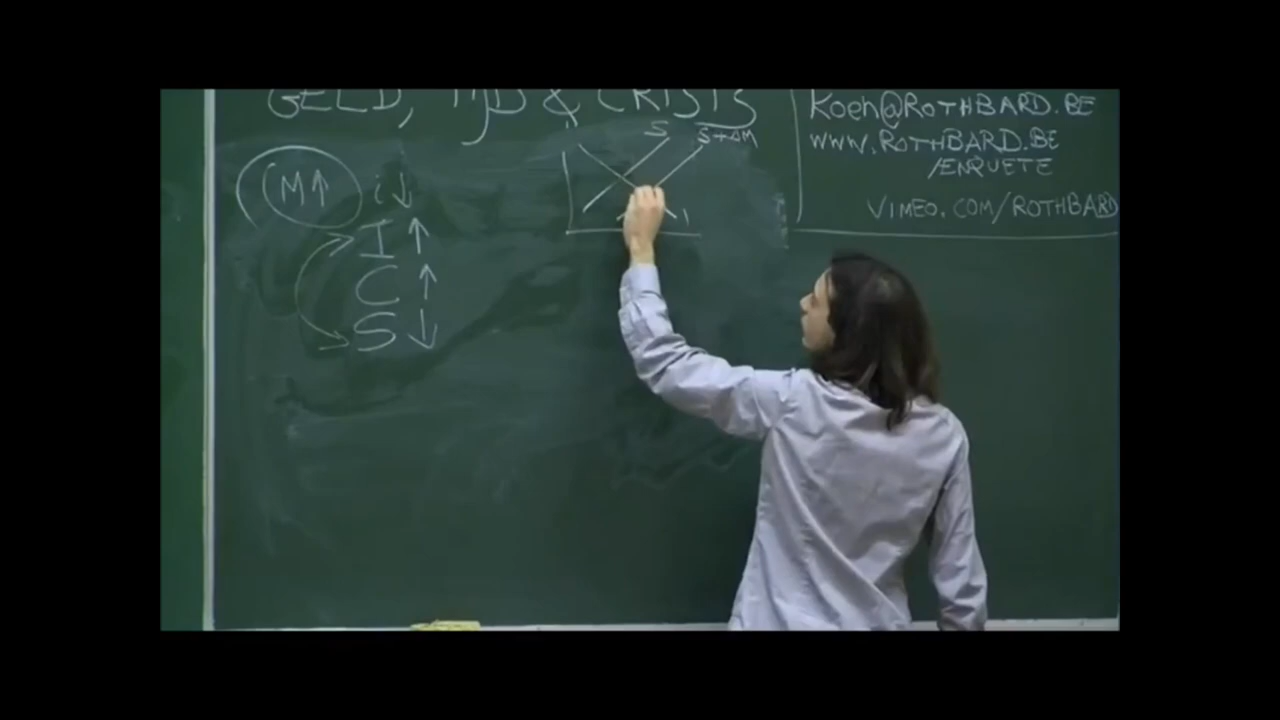 GELD, TIJD & CRISIS
M↑ i↓
I ↑
C ↑
S ↓
S S+ΔM
I
Koen@ROTHBARD.BE
WWW.ROTHBARD.BE
/ENQUETE
VIMEO.COM/ROTHBARD